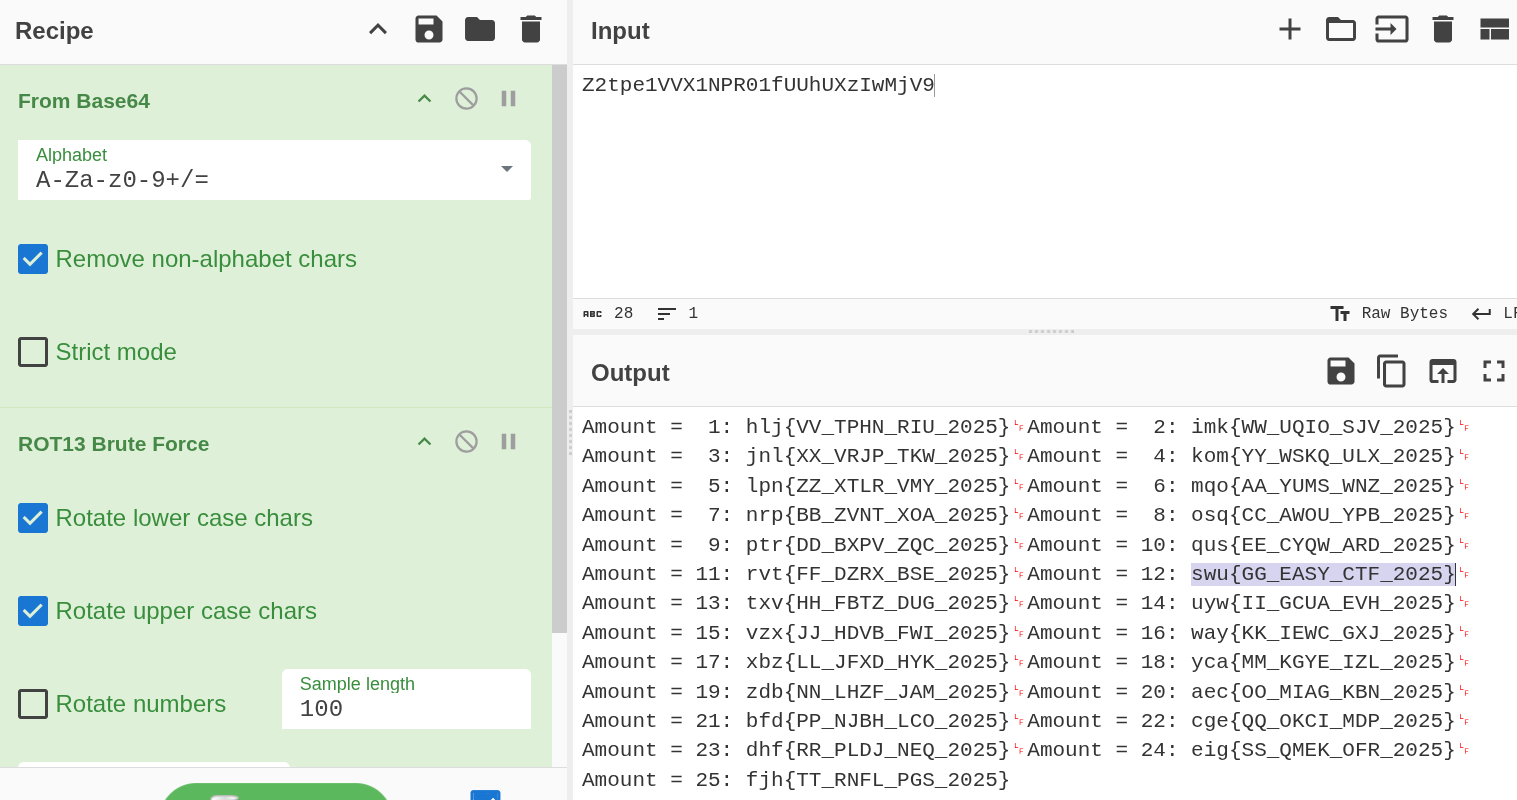 Recipe
Input
From Base64
Alphabet
A-Za-z0-9+/=
Remove non-alphabet chars
Strict mode
ROT13 Brute Force
Rotate lower case chars
Rotate upper case chars
Rotate numbers
Sample length
100
Z2tpe1VVX1NPR01fUUhUXzIwMjV9
ABC 28 1
Raw Bytes
Output
Amount =  1: hlj{VV_TPHN_RIU_2025}␊Amount =  2: imk{WW_UQIO_SJV_2025}␊
Amount =  3: jnl{XX_VRJP_TKW_2025}␊Amount =  4: kom{YY_WSKQ_ULX_2025}␊
Amount =  5: lpn{ZZ_XTLR_VMY_2025}␊Amount =  6: mqo{AA_YUMS_WNZ_2025}␊
Amount =  7: nrp{BB_ZVNT_XOA_2025}␊Amount =  8: osq{CC_AWOU_YPB_2025}␊
Amount =  9: ptr{DD_BXPV_ZQC_2025}␊Amount = 10: qus{EE_CYQW_ARD_2025}␊
Amount = 11: rvt{FF_DZRX_BSE_2025}␊Amount = 12: swu{GG_EASY_CTF_2025}␊
Amount = 13: txv{HH_FBTZ_DUG_2025}␊Amount = 14: uyw{II_GCUA_EVH_2025}␊
Amount = 15: vzx{JJ_HDVB_FWI_2025}␊Amount = 16: way{KK_IEWC_GXJ_2025}␊
Amount = 17: xbz{LL_JFXD_HYK_2025}␊Amount = 18: yca{MM_KGYE_IZL_2025}␊
Amount = 19: zdb{NN_LHZF_JAM_2025}␊Amount = 20: aec{OO_MIAG_KBN_2025}␊
Amount = 21: bfd{PP_NJBH_LCO_2025}␊Amount = 22: cge{QQ_OKCI_MDP_2025}␊
Amount = 23: dhf{RR_PLDJ_NEQ_2025}␊Amount = 24: eig{SS_QMEK_OFR_2025}␊
Amount = 25: fjh{TT_RNFL_PGS_2025}